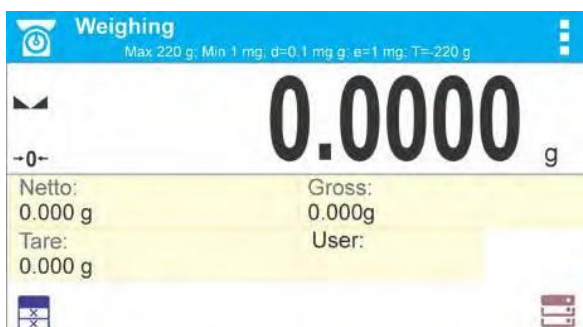 Weighing
Max 220 g; Min 1 mg; d=0.1 mg g; e=1 mg; T=-220 g
0.0000 g
→0←
Netto: Gross:
0.000 g 0.000g
Tare: User:
0.000 g